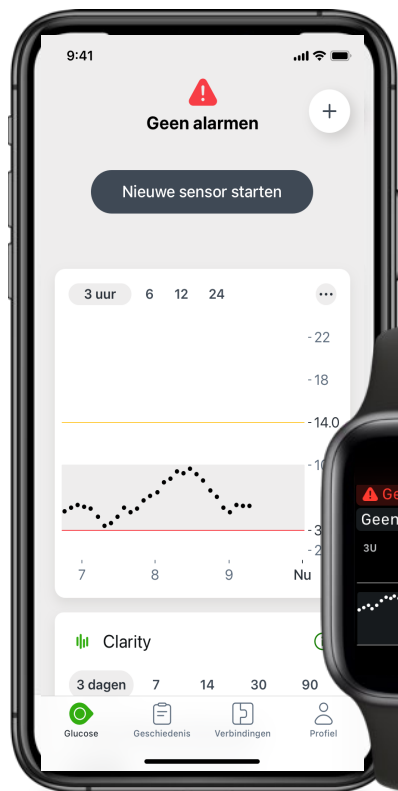 9:41
Geen alarmen
Nieuwe sensor starten
3 uur 6 12 24
22
18
14.0
7 8 9 Nu
Clarity
3 dagen 7 14 30 90
Glucose Geschiedenis Verbindingen Profiel
Geen
3U